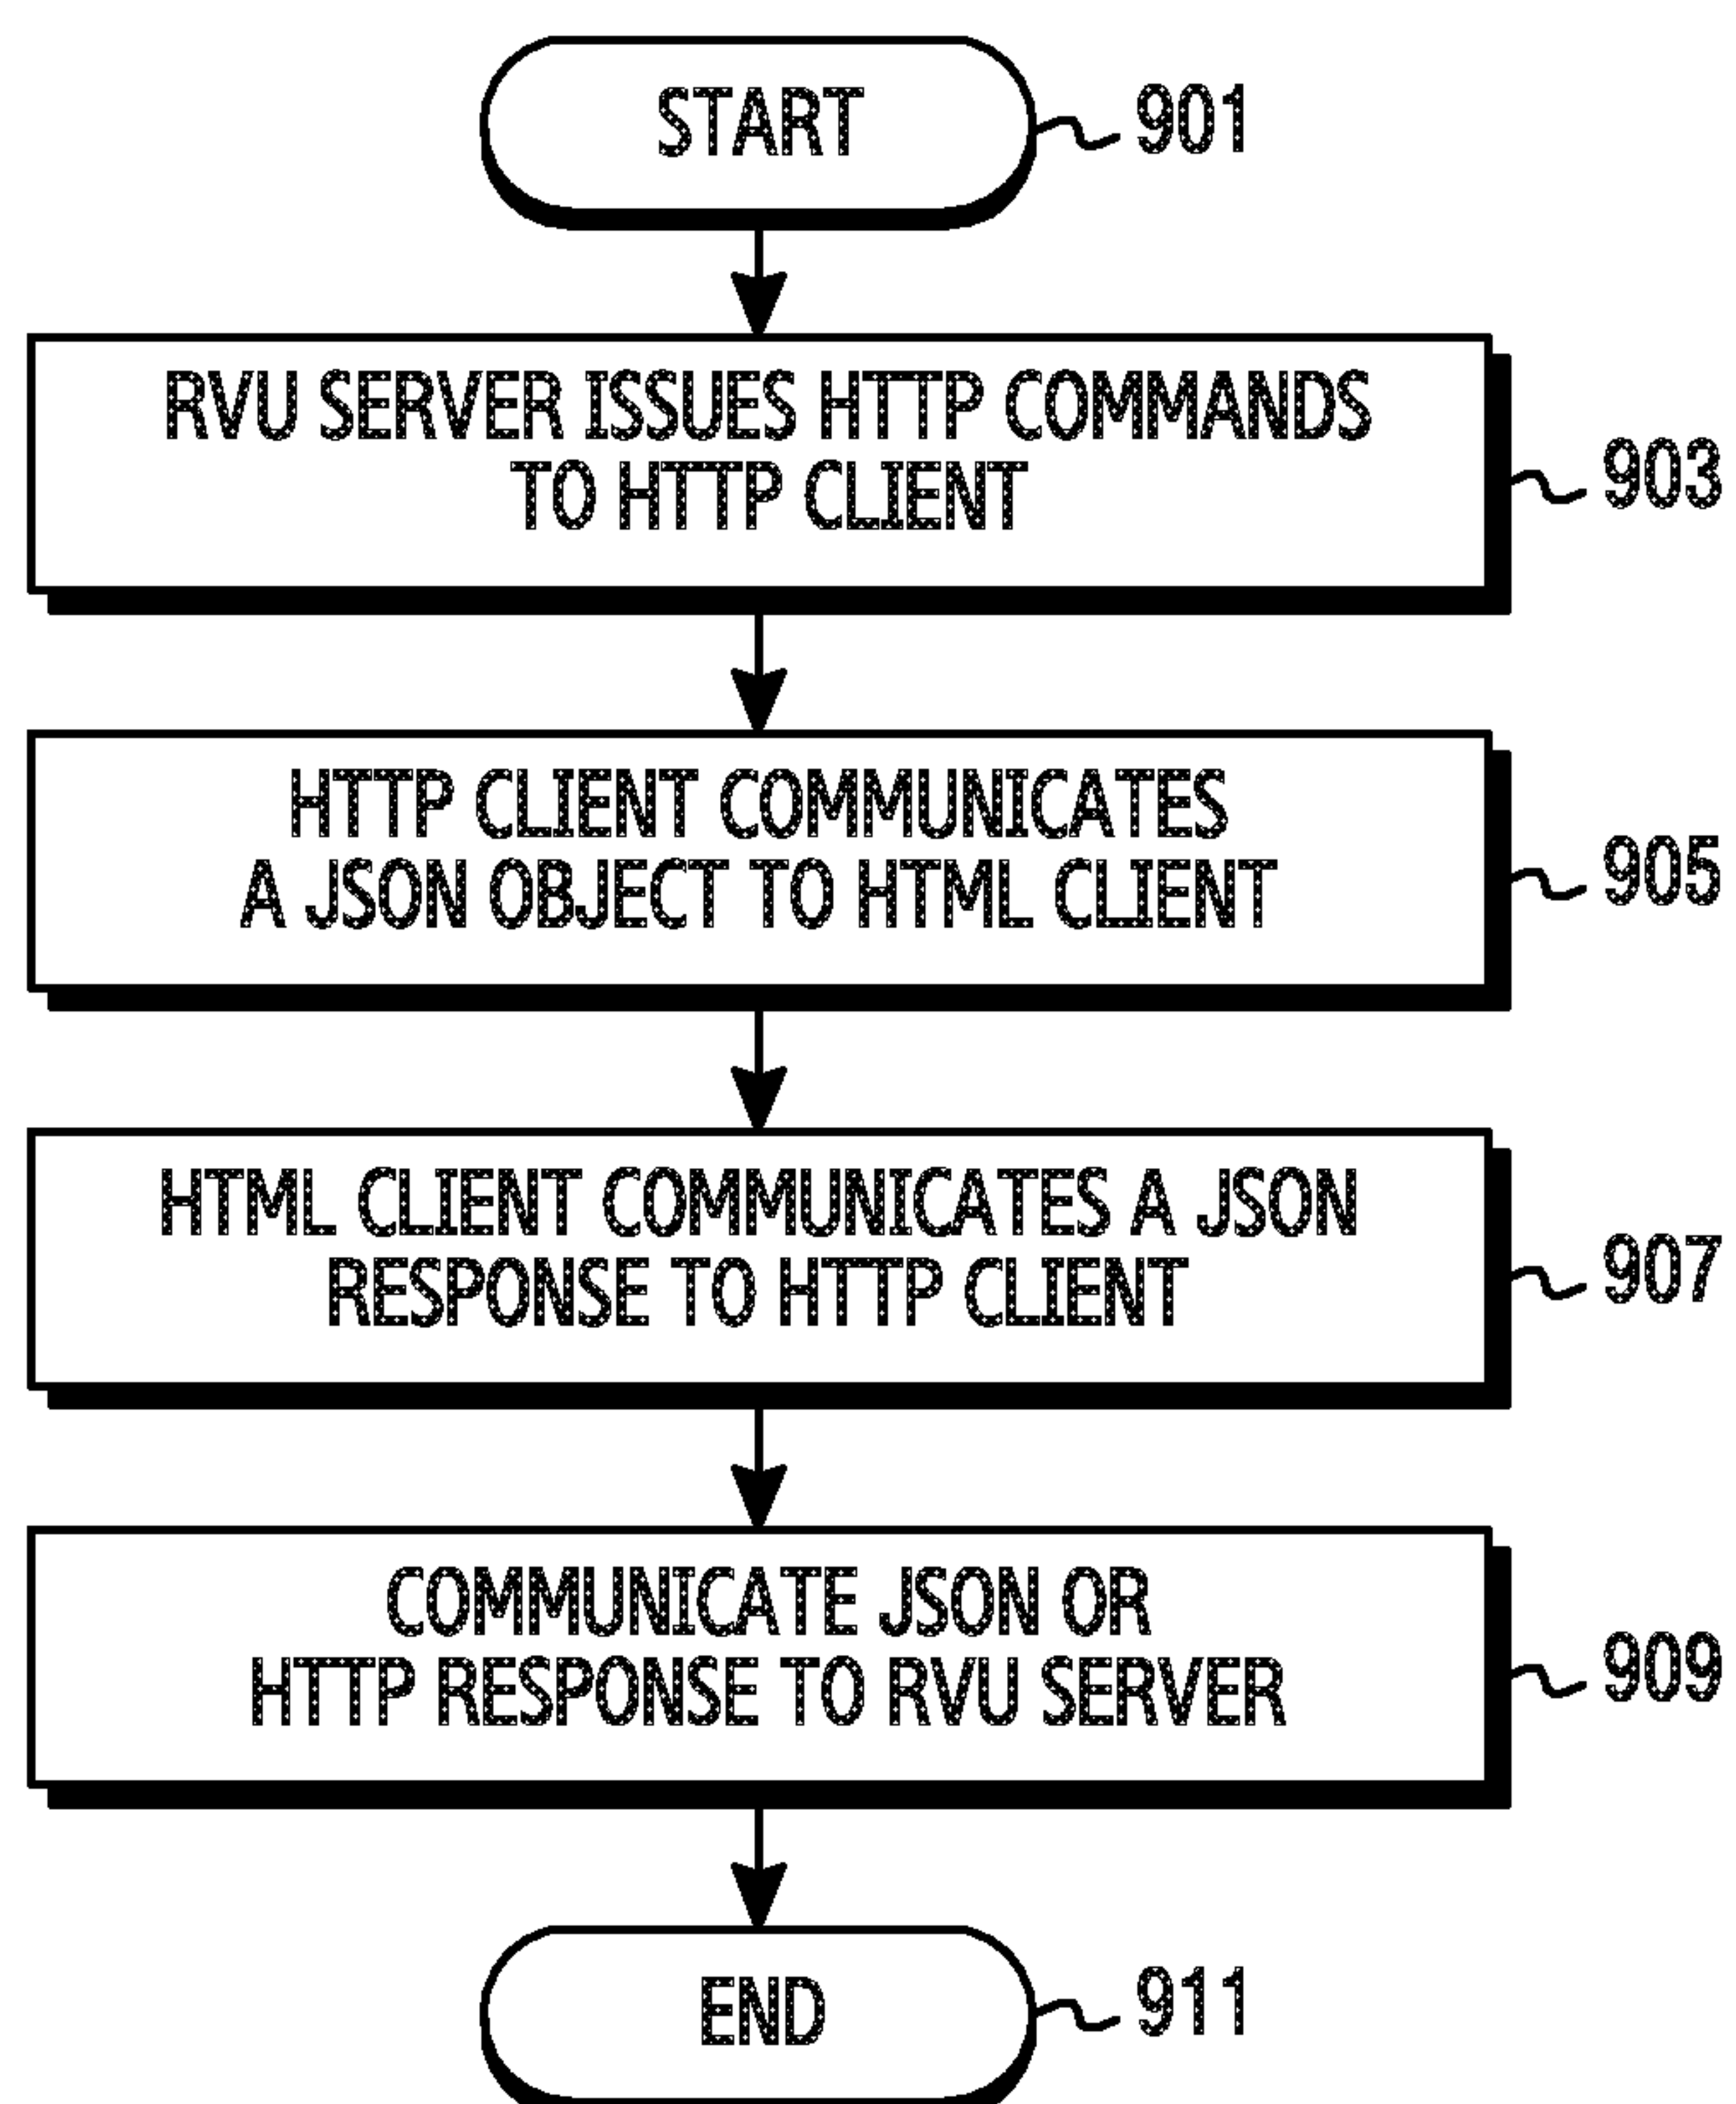 START
901
RVU SERVER ISSUES HTTP COMMANDS
TO HTTP CLIENT
903
HTTP CLIENT COMMUNICATES
A JSON OBJECT TO HTML CLIENT
905
HTML CLIENT COMMUNICATES A JSON
RESPONSE TO HTTP CLIENT
907
COMMUNICATE JSON OR
HTTP RESPONSE TO RVU SERVER
909
END
911